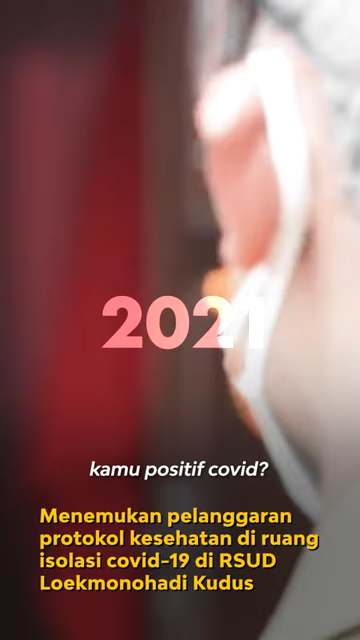 2021
kamu positif covid?
Menemukan pelanggaran
protokol kesehatan di ruang
isolasi covid-19 di RSUD
Loekmonohadi Kudus